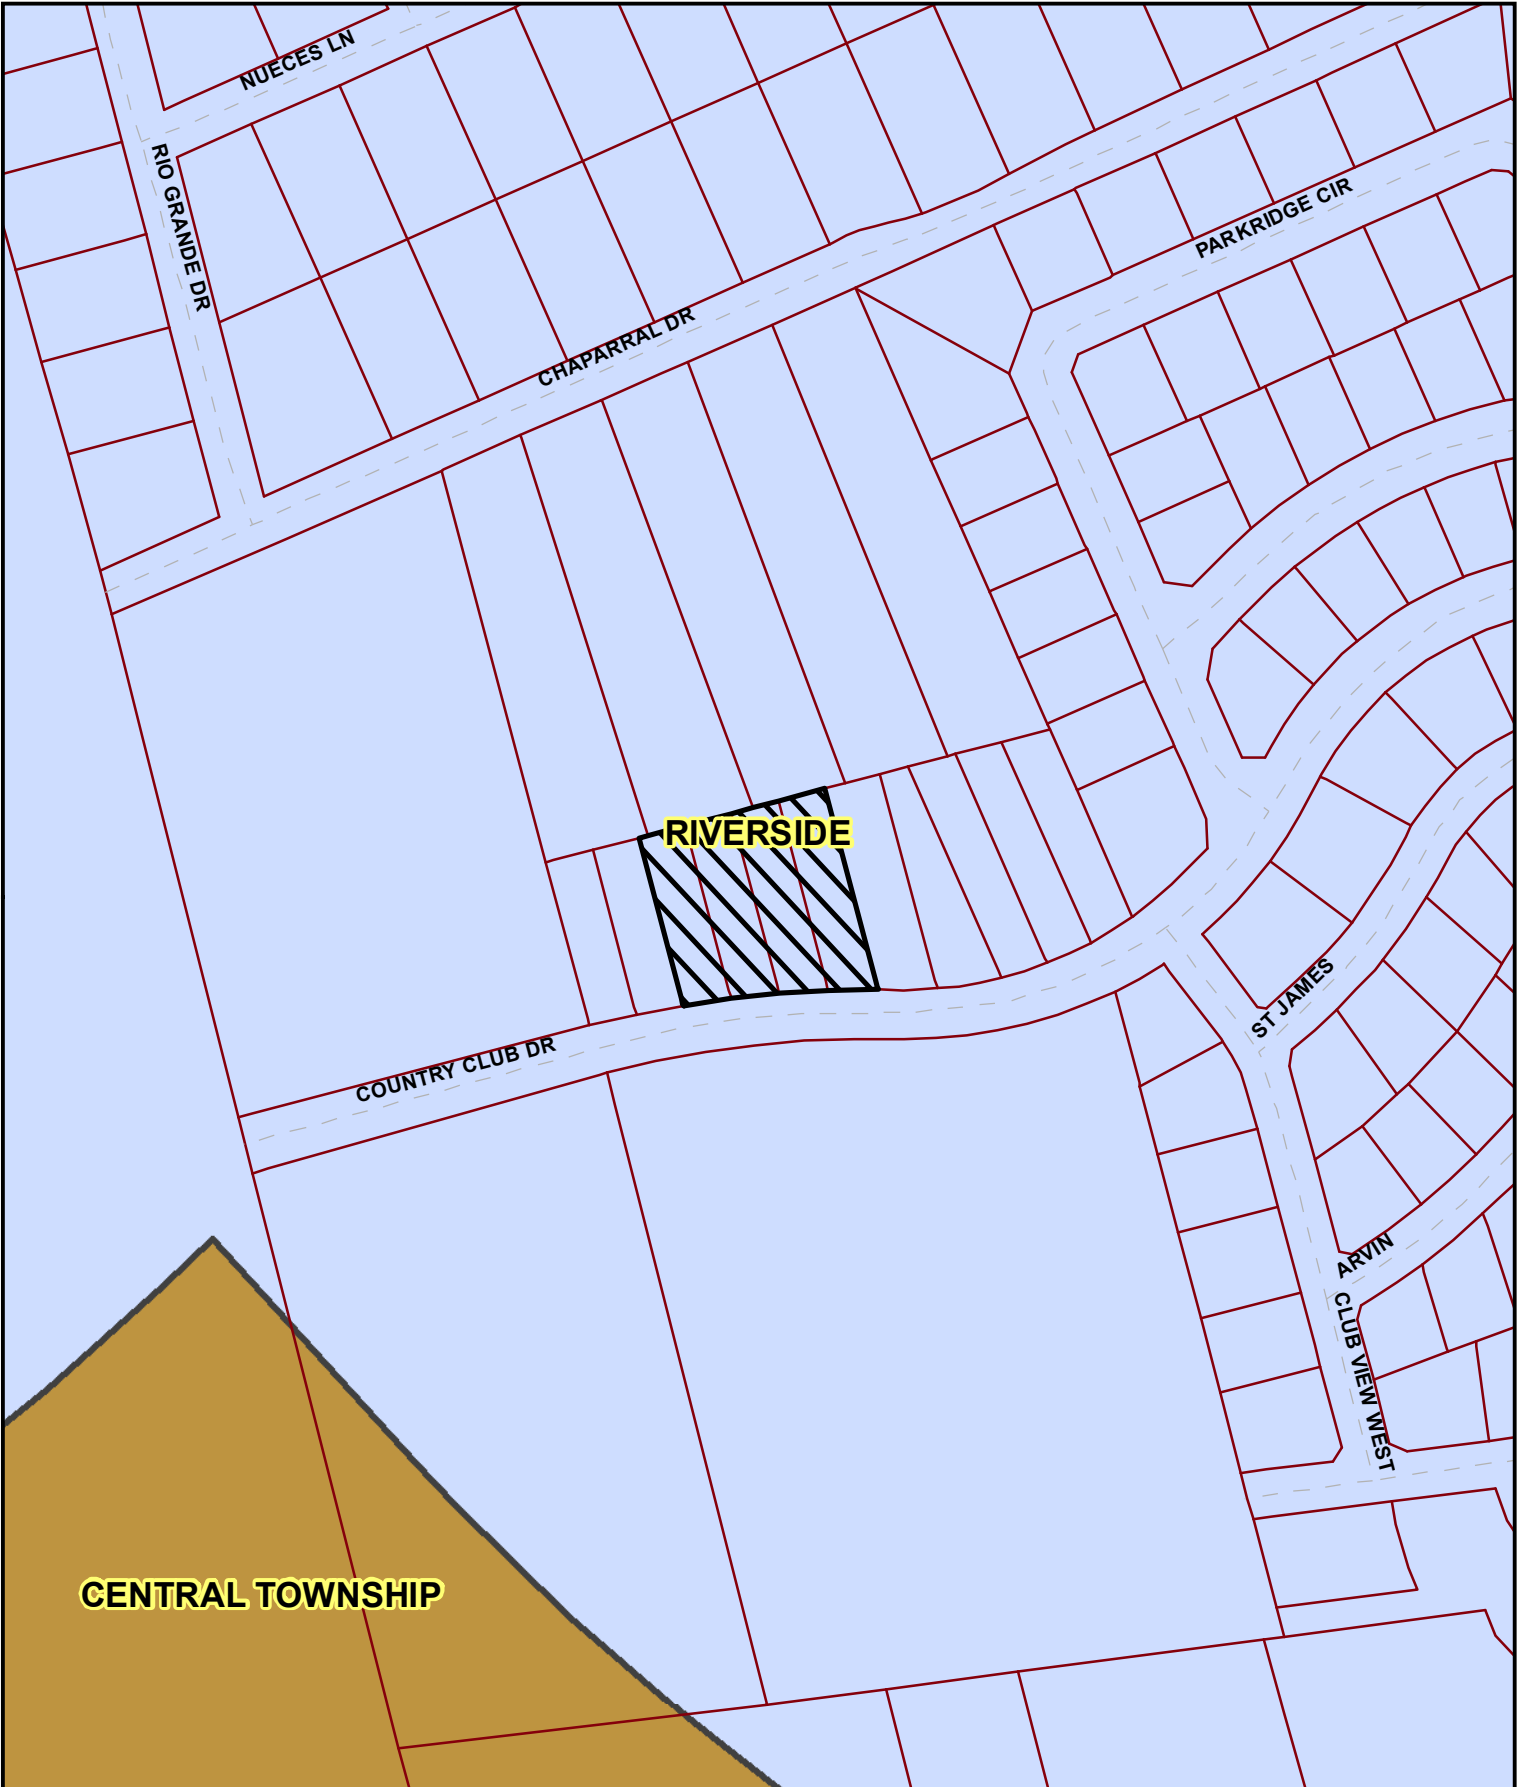 NUECES LN
RIO GRANDE DR
PARKRIDGE CIR
CHAPARRAL DR
RIVERSIDE
ST JAMES
COUNTRY CLUB DR
ARVIN
CLUB VIEW WEST
CENTRAL TOWNSHIP